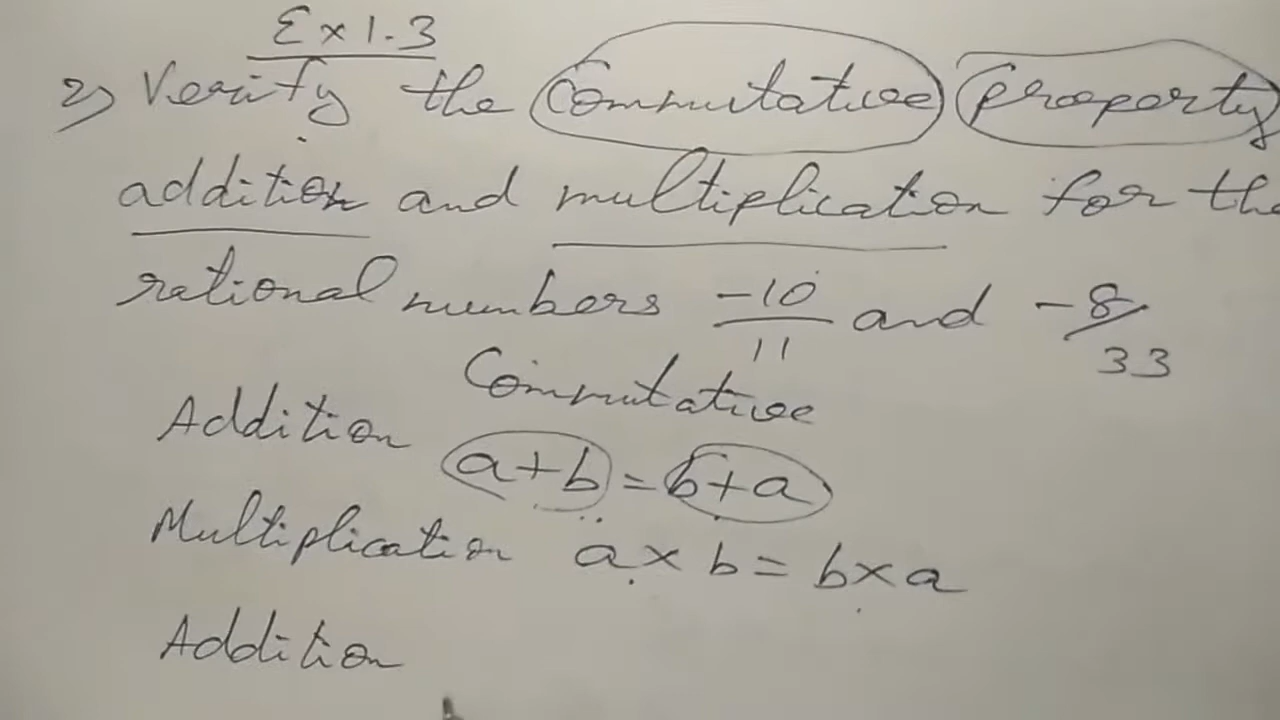 Ex 1.3
2) Verify the Commutative property
addition and multiplication for the
rational numbers -10/11 and -8/33
Commutative
Addition a+b = b+a
Multiplication a × b = b × a
Addition